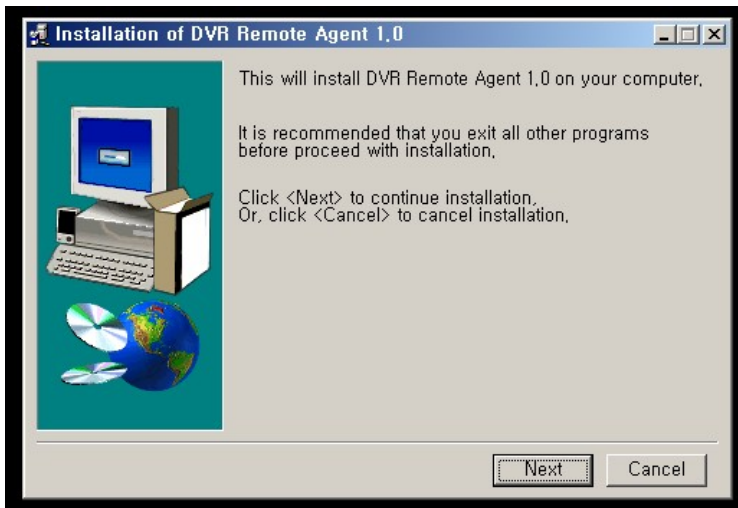 Installation of DVR Remote Agent 1.0
This will install DVR Remote Agent 1.0 on your computer.
It is recommended that you exit all other programs
before proceed with installation.
Click <Next> to continue installation.
Or, click <Cancel> to cancel installation.
Next
Cancel